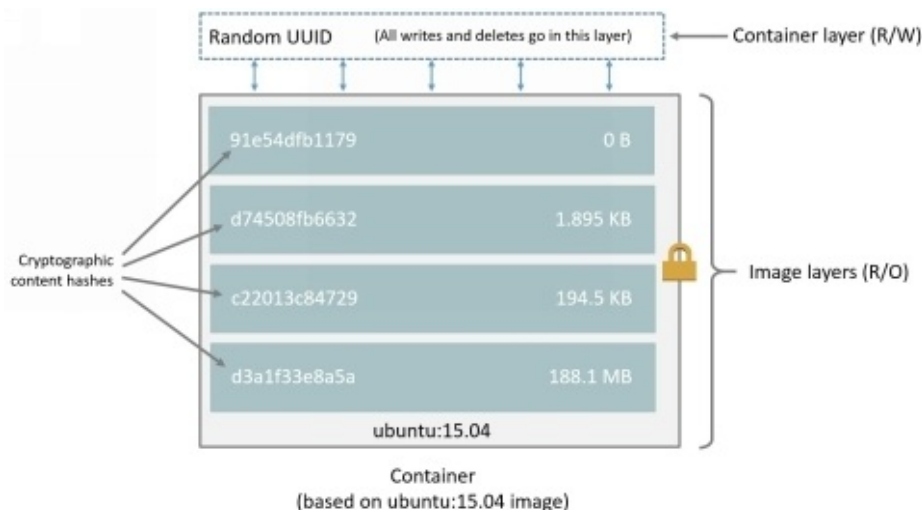 Random UUID (All writes and deletes go in this layer)
Container layer (R/W)
91e54dfb1179 0 B
d74508fb6632 1.895 KB
Cryptographic
content hashes
c22013c84729 194.5 KB
Image layers (R/O)
d3a1f33e8a5a 188.1 MB
ubuntu:15.04
Container
(based on ubuntu:15.04 image)